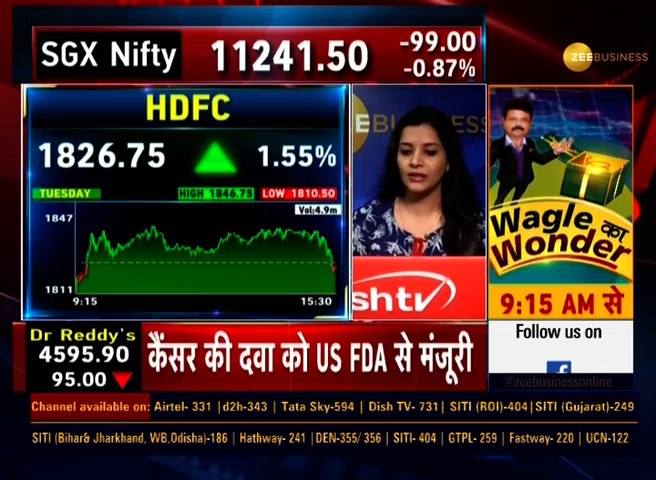 SGX Nifty 11241.50 -99.00
-0.87%
ZEEBUSINESS
HDFC
1826.75 1.55%
TUESDAY HIGH 1846.75 LOW 1810.50
Vol:4.9m
1847
1811
9:15 15:30
EBUSINESS
shtv
Wagle का
Wonder
9:15 AM से
Follow us on
@zeebusinessonline
Dr Reddy's
4595.90
95.00
कैंसर की दवा को US FDA से मंजूरी
Channel available on: Airtel- 331 |d2h-343 | Tata Sky-594 | Dish TV- 731| SITI (ROI)-404|SITI (Gujarat)-249
SITI (Bihar& Jharkhand, WB,Odisha)-186 | Hathway- 241 |DEN-355/ 356 | SITI- 404 | GTPL- 259 | Fastway- 220 | UCN-122